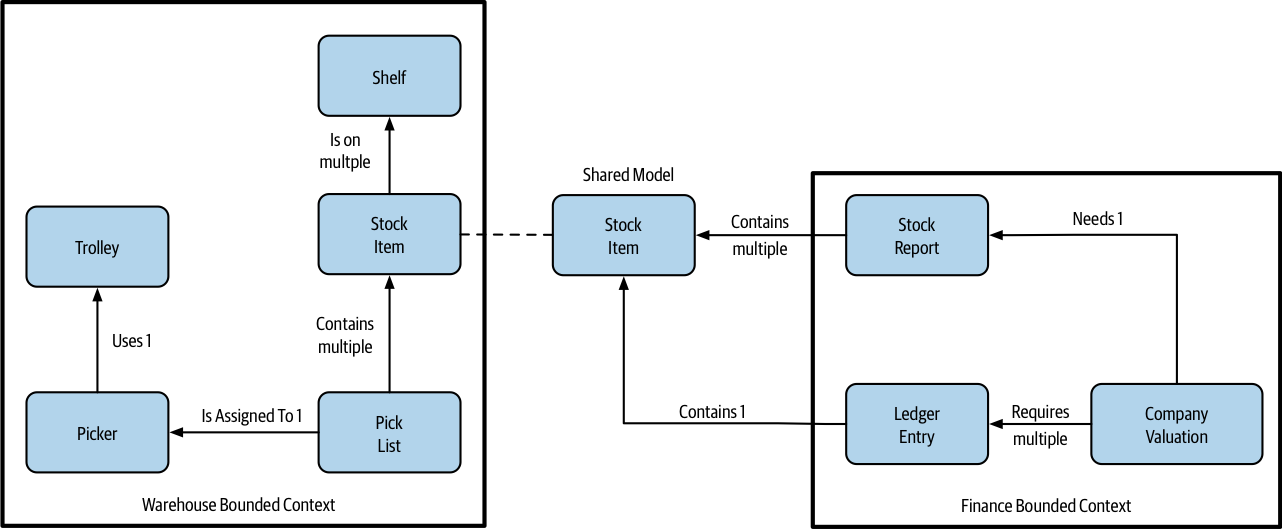 Shelf
Is on
multple
Stock
Item
Trolley
Contains
multiple
Uses 1
Picker
Is Assigned To 1
Pick
List
Warehouse Bounded Context
Shared Model
Stock
Item
Contains
multiple
Stock
Report
Needs 1
Contains 1
Ledger
Entry
Requires
multiple
Company
Valuation
Finance Bounded Context